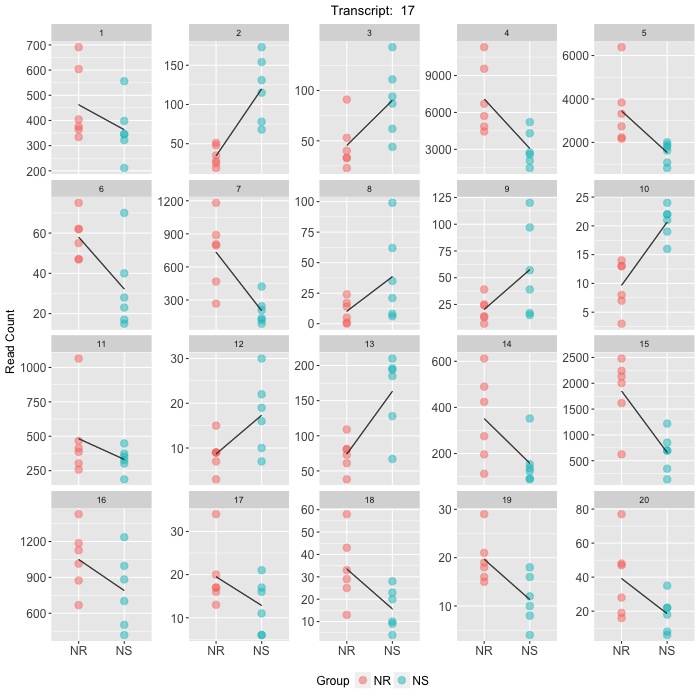 Transcript: 17
1 2 3 4 5
700 600 500 400 300 200
150 100 50
100 50
9000 6000 3000
6000 4000 2000
6 7 8 9 10
60 40 20
1200 900 600 300
100 75 50 25 0
125 100 75 50 25
25 20 15 10 5
Read Count
11 12 13 14 15
1000 750 500 250
30 20 10
200 150 100 50
600 400 200
2500 2000 1500 1000 500
16 17 18 19 20
1200 900 600
30 20 10
60 50 40 30 20 10
30 20 10
80 60 40 20
NR NS NR NS NR NS NR NS NR NS
Group NR NS